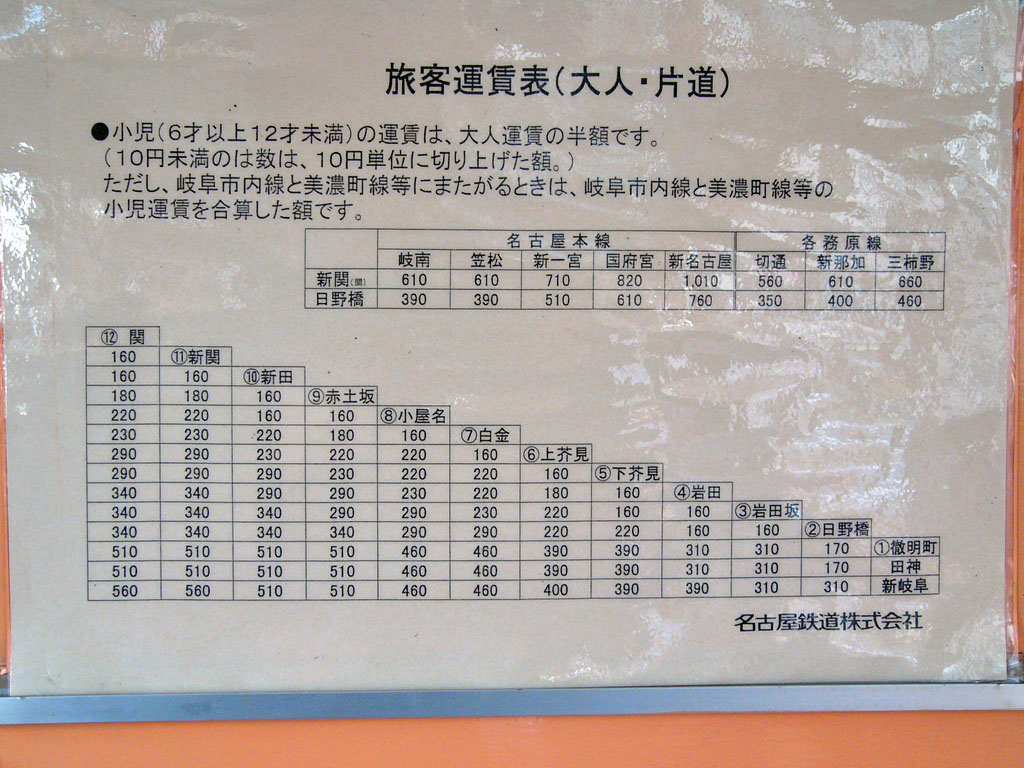 旅客運賃表(大人・片道)
●小児(6才以上12才未満)の運賃は、大人運賃の半額です。
(10円未満のは数は、10円単位に切り上げた額。)
ただし、岐阜市内線と美濃町線等にまたがるときは、岐阜市内線と美濃町線等の
小児運賃を合算した額です。
名古屋本線 各務原線
岐南 笠松 新一宮 国府宮 新名古屋 切通 新那加 三柿野
新関(関) 610 610 710 820 1,010 560 610 660
日野橋 390 390 510 610 760 350 400 460
⑫ 関
160 ⑪新関
160 160 ⑩新田
180 180 160 ⑨赤土坂
220 220 160 160 ⑧小屋名
230 230 220 180 160 ⑦白金
290 290 230 220 220 160 ⑥上芥見
290 290 290 230 220 220 160 ⑤下芥見
340 340 290 290 230 220 180 160 ④岩田
340 340 340 290 290 230 220 160 160 ③岩田坂
340 340 340 340 290 290 220 220 160 160 ②日野橋
510 510 510 510 460 460 390 390 310 310 170 ①徹明町
510 510 510 510 460 460 390 390 310 310 170 田神
560 560 510 510 460 460 400 390 390 310 310 新岐阜
名古屋鉄道株式会社